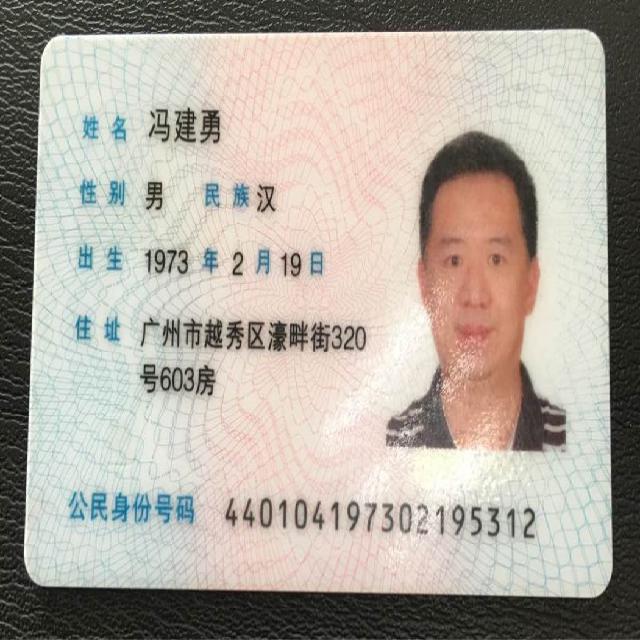 姓名 冯建勇
性别 男 民族 汉
出生 1973 年 2 月 19 日
住址 广州市越秀区濠畔街320
号603房
公民身份号码 440104197302195312